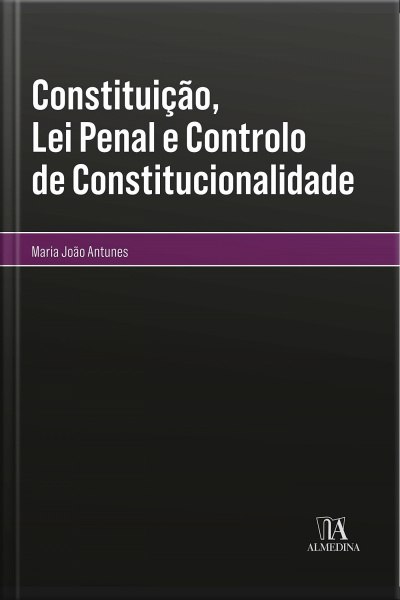 Constituição,
Lei Penal e Controlo
de Constitucionalidade
Maria João Antunes
ALMEDINA